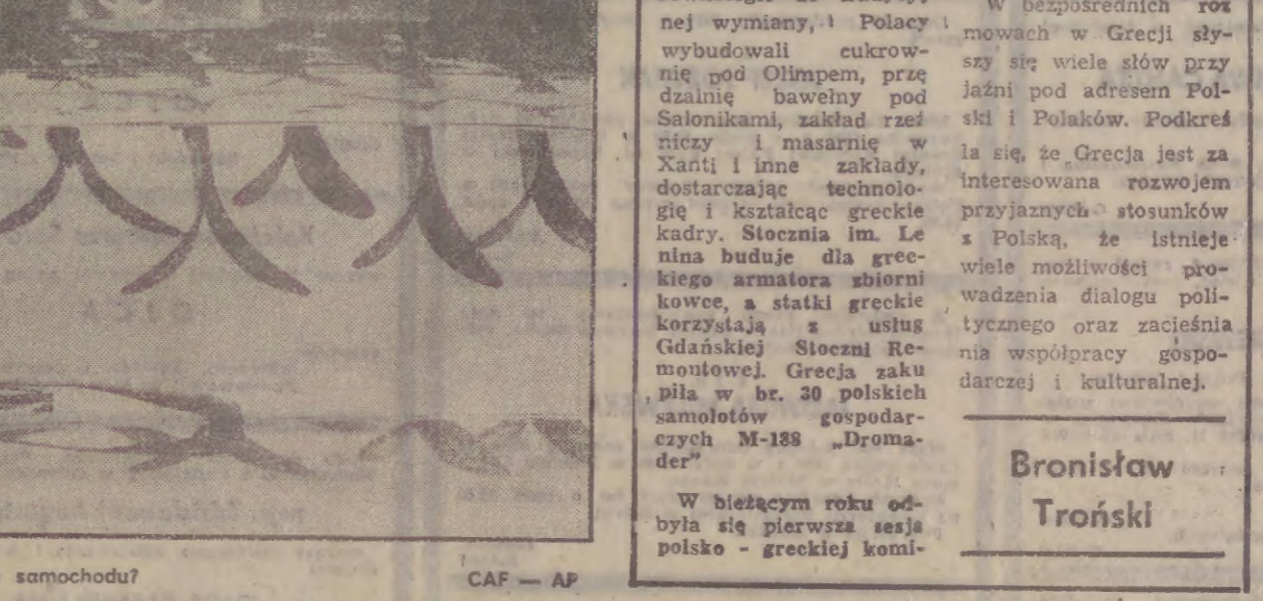 nej wymiany, i Polacy
wybudowali cukrow-
nię pod Olimpem, przę
dzalnię bawełny pod
Salonikami, zakład rzeź
niczy i masarnię w
Xanti i inne zakłady,
dostarczając technolo-
gię i kształcąc greckie
kadry. Stocznia im. Le
nina buduje dla grec-
kiego armatora zbiorni
kowce, a statki greckie
korzystają z usług
Gdańskiej Stoczni Re-
montowej. Grecja zaku
piła w br. 30 polskich
samolotów gospodar-
czych M-188 „Droma-
der”
W bieżącym roku od-
była się pierwsza sesja
polsko - greckiej komi-
W bezpośrednich roz
mowach w Grecji sły-
szy się wiele słów przy
jaźni pod adresem Pol-
ski i Polaków. Podkreś
la się, że Grecja jest za
interesowana rozwojem
przyjaznych stosunków
z Polską, że istnieje
wiele możliwości pro-
wadzenia dialogu poli-
tycznego oraz zacieśnia
nia współpracy gospo-
darczej i kulturalnej.
Bronisław
Troński
samochodu?
CAF — AP